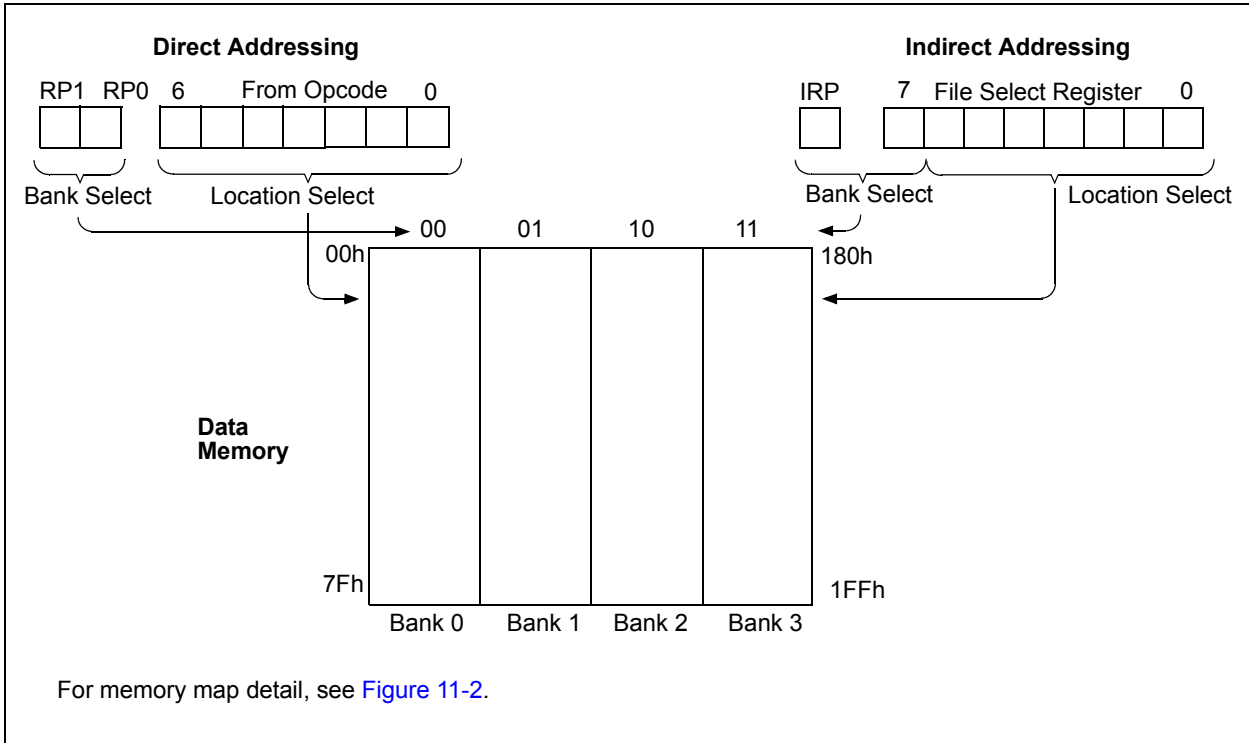 Direct Addressing
Indirect Addressing
RP1 RP0 6 From Opcode 0
IRP 7 File Select Register 0
Bank Select Location Select
Bank Select Location Select
00 01 10 11
00h 180h
Data
Memory
7Fh 1FFh
Bank 0 Bank 1 Bank 2 Bank 3
For memory map detail, see Figure 11-2.